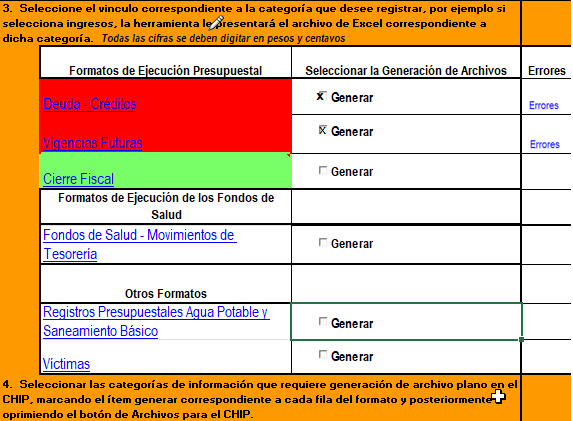 3. Seleccione el vinculo correspondiente a la categoría que desee registrar, por ejemplo si
selecciona ingresos, la herramienta le presentará el archivo de Excel correspondiente a
dicha categoría. Todas las cifras se deben digitar en pesos y centavos
Formatos de Ejecución Presupuestal Seleccionar la Generación de Archivos Errores
Deuda - Créditos x Generar Errores
Vigencias Futuras x Generar Errores
Cierre Fiscal Generar
Formatos de Ejecución de los Fondos de
Salud
Fondos de Salud - Movimientos de
Tesorería Generar
Otros Formatos
Registros Presupuestales Agua Potable y
Saneamiento Básico Generar
Víctimas Generar
4. Seleccionar las categorías de información que requiere generación de archivo plano en el
CHIP, marcando el ítem generar correspondiente a cada fila del formato y posteriormente
oprimiendo el botón de Archivos para el CHIP.